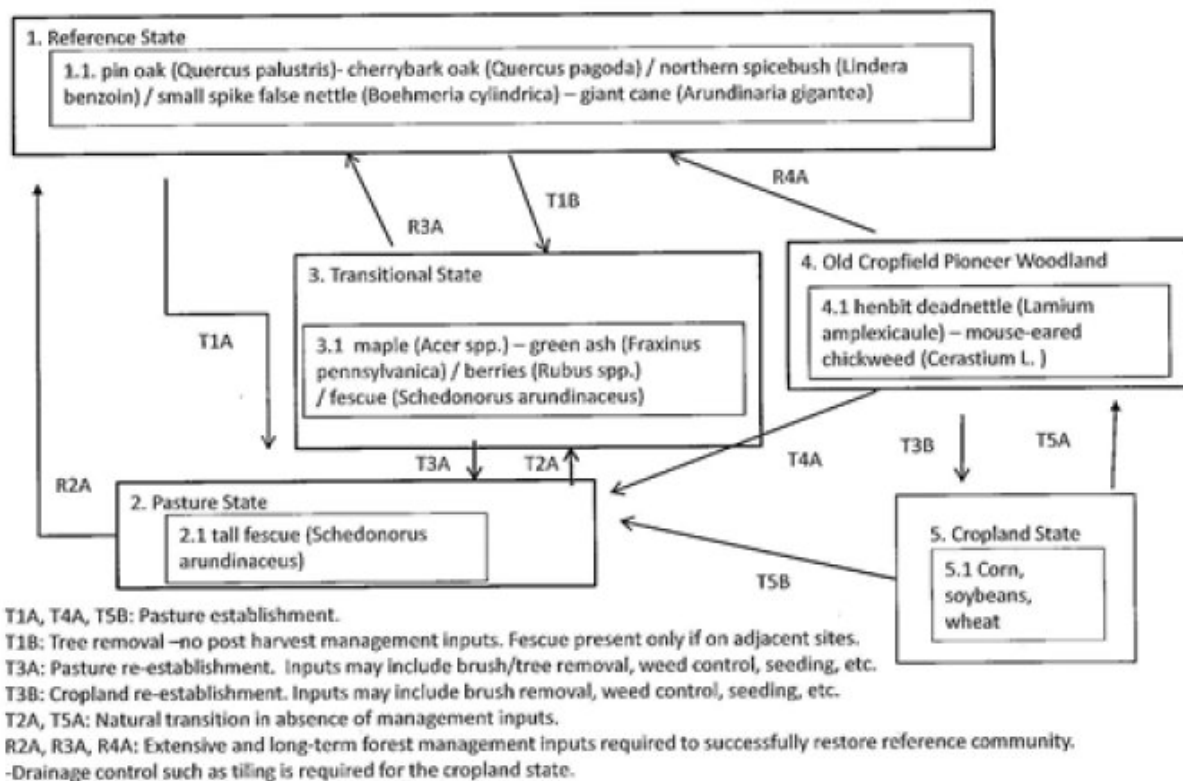 1. Reference State
1.1. pin oak (Quercus palustris)- cherrybark oak (Quercus pagoda) / northern spicebush (Lindera
benzoin) / small spike false nettle (Boehmeria cylindrica) – giant cane (Arundinaria gigantea)
R3A
T1B
R4A
3. Transitional State
3.1 maple (Acer spp.) – green ash (Fraxinus
pennsylvanica) / berries (Rubus spp.)
/ fescue (Schedonorus arundinaceus)
4. Old Cropfield Pioneer Woodland
4.1 henbit deadnettle (Lamium
amplexicaule) – mouse-eared
chickweed (Cerastium L. )
T1A
R2A
T3A
T2A
T4A
T3B
T5A
2. Pasture State
2.1 tall fescue (Schedonorus
arundinaceus)
T5B
5. Cropland State
5.1 Corn,
soybeans,
wheat
T1A, T4A, T5B: Pasture establishment.
T1B: Tree removal –no post harvest management inputs. Fescue present only if on adjacent sites.
T3A: Pasture re-establishment. Inputs may include brush/tree removal, weed control, seeding, etc.
T3B: Cropland re-establishment. Inputs may include brush removal, weed control, seeding, etc.
T2A, T5A: Natural transition in absence of management inputs.
R2A, R3A, R4A: Extensive and long-term forest management inputs required to successfully restore reference community.
-Drainage control such as tiling is required for the cropland state.